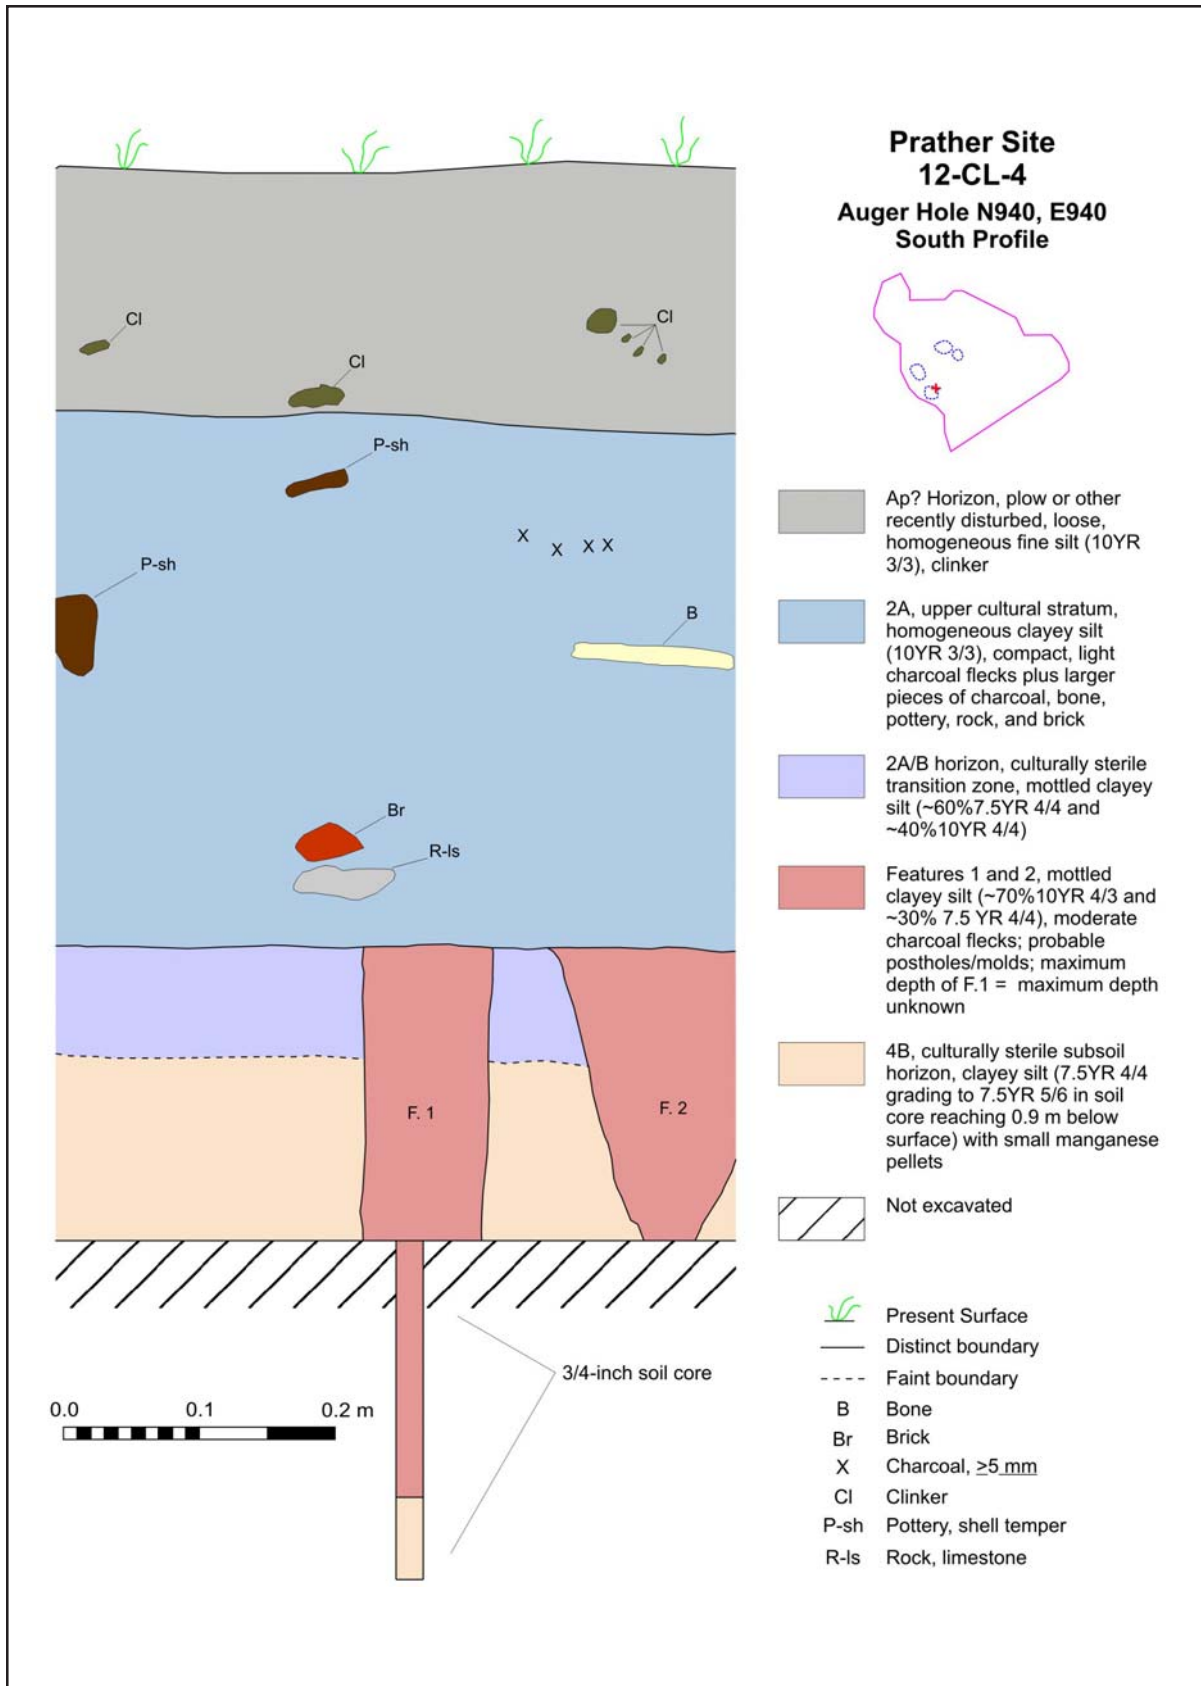 Prather Site
12-CL-4
Auger Hole N940, E940
South Profile
Cl
Cl
Cl
P-sh
X X X X
P-sh
B
Br
R-ls
F. 1
F. 2
3/4-inch soil core
0.0 0.1 0.2 m
Ap? Horizon, plow or other
recently disturbed, loose,
homogeneous fine silt (10YR
3/3), clinker
2A, upper cultural stratum,
homogeneous clayey silt
(10YR 3/3), compact, light
charcoal flecks plus larger
pieces of charcoal, bone,
pottery, rock, and brick
2A/B horizon, culturally sterile
transition zone, mottled clayey
silt (~60%7.5YR 4/4 and
~40%10YR 4/4)
Features 1 and 2, mottled
clayey silt (~70%10YR 4/3 and
~30% 7.5 YR 4/4), moderate
charcoal flecks; probable
postholes/molds; maximum
depth of F.1 = maximum depth
unknown
4B, culturally sterile subsoil
horizon, clayey silt (7.5YR 4/4
grading to 7.5YR 5/6 in soil
core reaching 0.9 m below
surface) with small manganese
pellets
Not excavated
Present Surface
Distinct boundary
Faint boundary
B Bone
Br Brick
X Charcoal, ≥5 mm
Cl Clinker
P-sh Pottery, shell temper
R-ls Rock, limestone